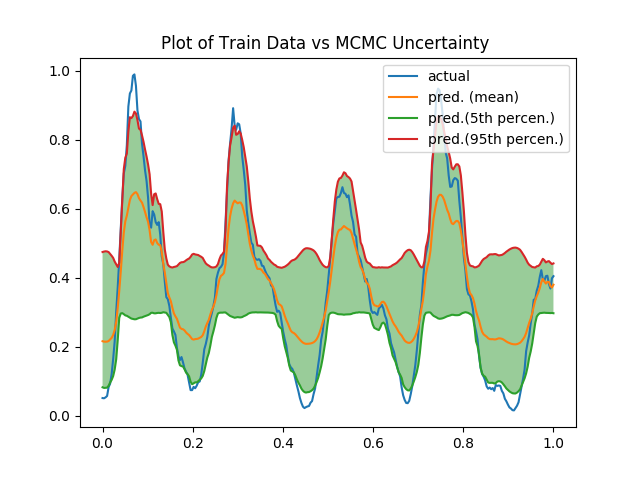 Plot of Train Data vs MCMC Uncertainty
actual
pred. (mean)
pred.(5th percen.)
pred.(95th percen.)
1.0
0.8
0.6
0.4
0.2
0.0
0.0 0.2 0.4 0.6 0.8 1.0